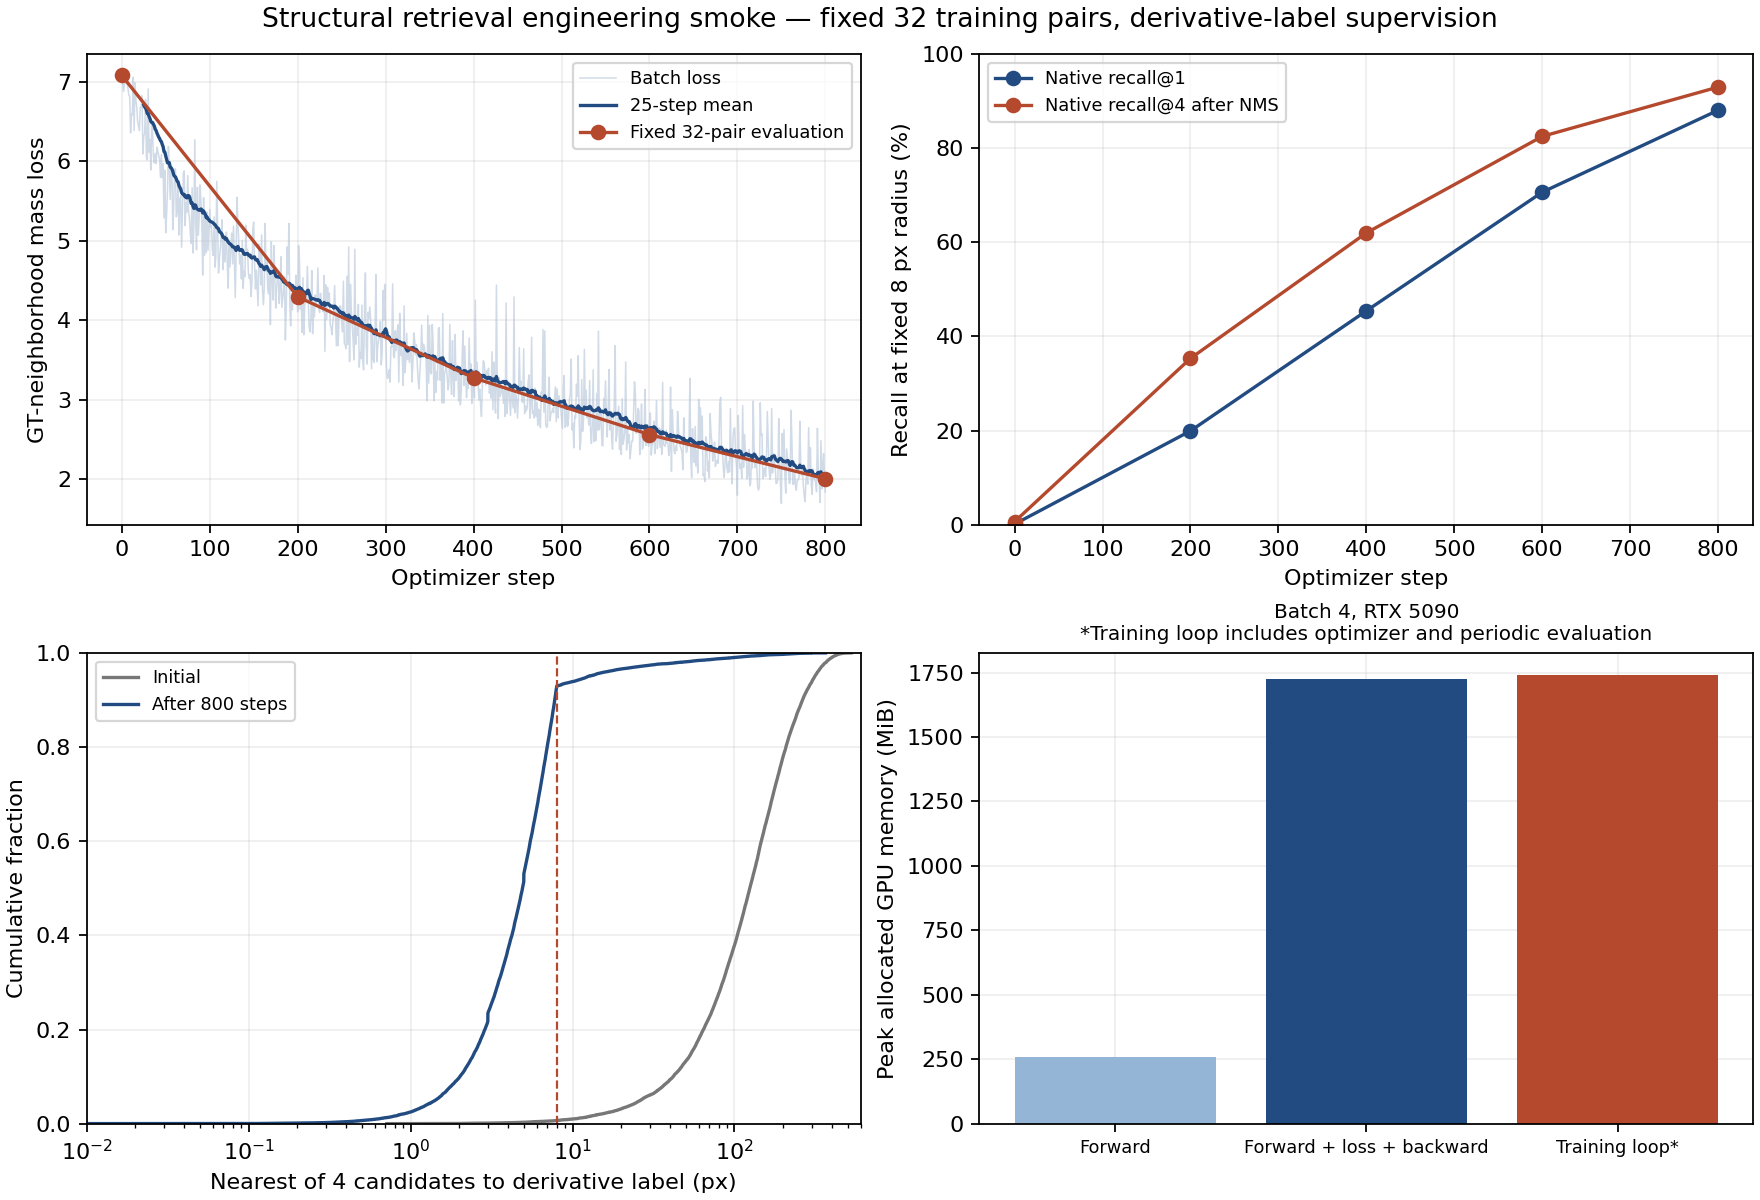 Structural retrieval engineering smoke — fixed 32 training pairs, derivative-label supervision
GT-neighborhood mass loss
7
6
5
4
3
2
Batch loss
25-step mean
Fixed 32-pair evaluation
0 100 200 300 400 500 600 700 800
Optimizer step
Recall at fixed 8 px radius (%)
100
80
60
40
20
0
Native recall@1
Native recall@4 after NMS
0 100 200 300 400 500 600 700 800
Optimizer step
Cumulative fraction
1.0
0.8
0.6
0.4
0.2
0.0
Initial
After 800 steps
10⁻² 10⁻¹ 10⁰ 10¹ 10²
Nearest of 4 candidates to derivative label (px)
Batch 4, RTX 5090
*Training loop includes optimizer and periodic evaluation
Peak allocated GPU memory (MiB)
1750
1500
1250
1000
750
500
250
0
Forward
Forward + loss + backward
Training loop*